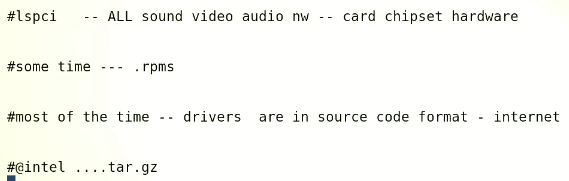 #lspci   -- ALL sound video audio nw -- card chipset hardware
#some time --- .rpms
#most of the time -- drivers  are in source code format - internet
#@intel ....tar.gz